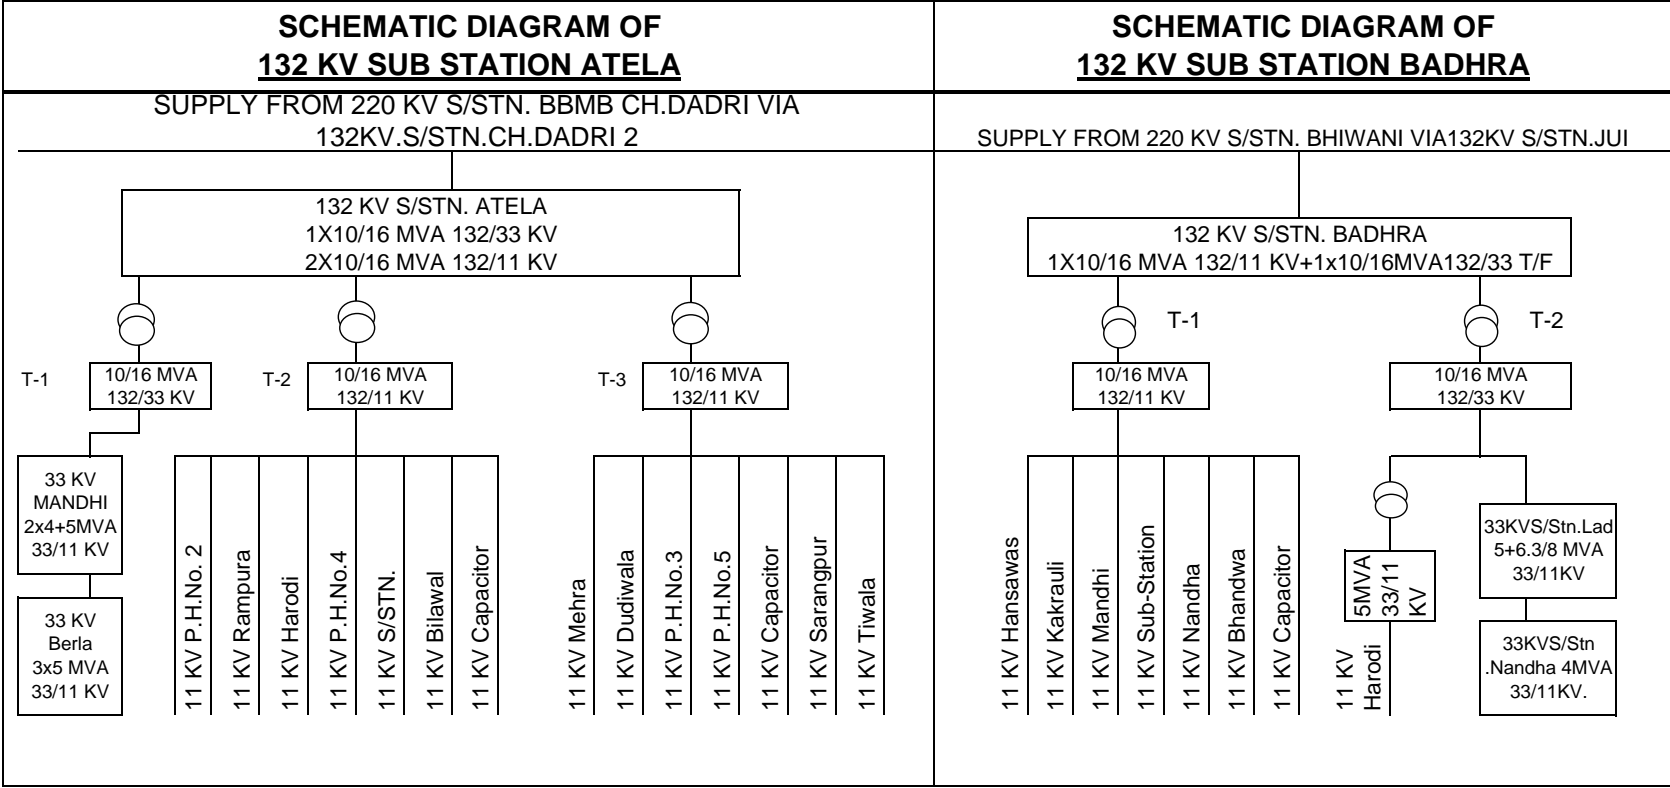 SCHEMATIC DIAGRAM OF
132 KV SUB STATION ATELA
SUPPLY FROM 220 KV S/STN. BBMB CH.DADRI VIA
132KV.S/STN.CH.DADRI 2
132 KV S/STN. ATELA
1X10/16 MVA 132/33 KV
2X10/16 MVA 132/11 KV
T-1
10/16 MVA
132/33 KV
T-2
10/16 MVA
132/11 KV
T-3
10/16 MVA
132/11 KV
33 KV
MANDHI
2x4+5MVA
33/11 KV
33 KV
Berla
3x5 MVA
33/11 KV
11 KV P.H.No. 2
11 KV Rampura
11 KV Harodi
11 KV P.H.No.4
11 KV S/STN.
11 KV Bilawal
11 KV Capacitor
11 KV Mehra
11 KV Dudiwala
11 KV P.H.No.3
11 KV P.H.No.5
11 KV Capacitor
11 KV Sarangpur
11 KV Tiwala
SCHEMATIC DIAGRAM OF
132 KV SUB STATION BADHRA
SUPPLY FROM 220 KV S/STN. BHIWANI VIA132KV S/STN.JUI
132 KV S/STN. BADHRA
1X10/16 MVA 132/11 KV+1x10/16MVA132/33 T/F
T-1
T-2
10/16 MVA
132/11 KV
10/16 MVA
132/33 KV
11 KV Hansawas
11 KV Kakrauli
11 KV Mandhi
11 KV Sub-Station
11 KV Nandha
11 KV Bhandwa
11 KV Capacitor
5MVA
33/11
KV
11 KV
Harodi
33KVS/Stn.Lad
5+6.3/8 MVA
33/11KV
33KVS/Stn
.Nandha 4MVA
33/11KV.